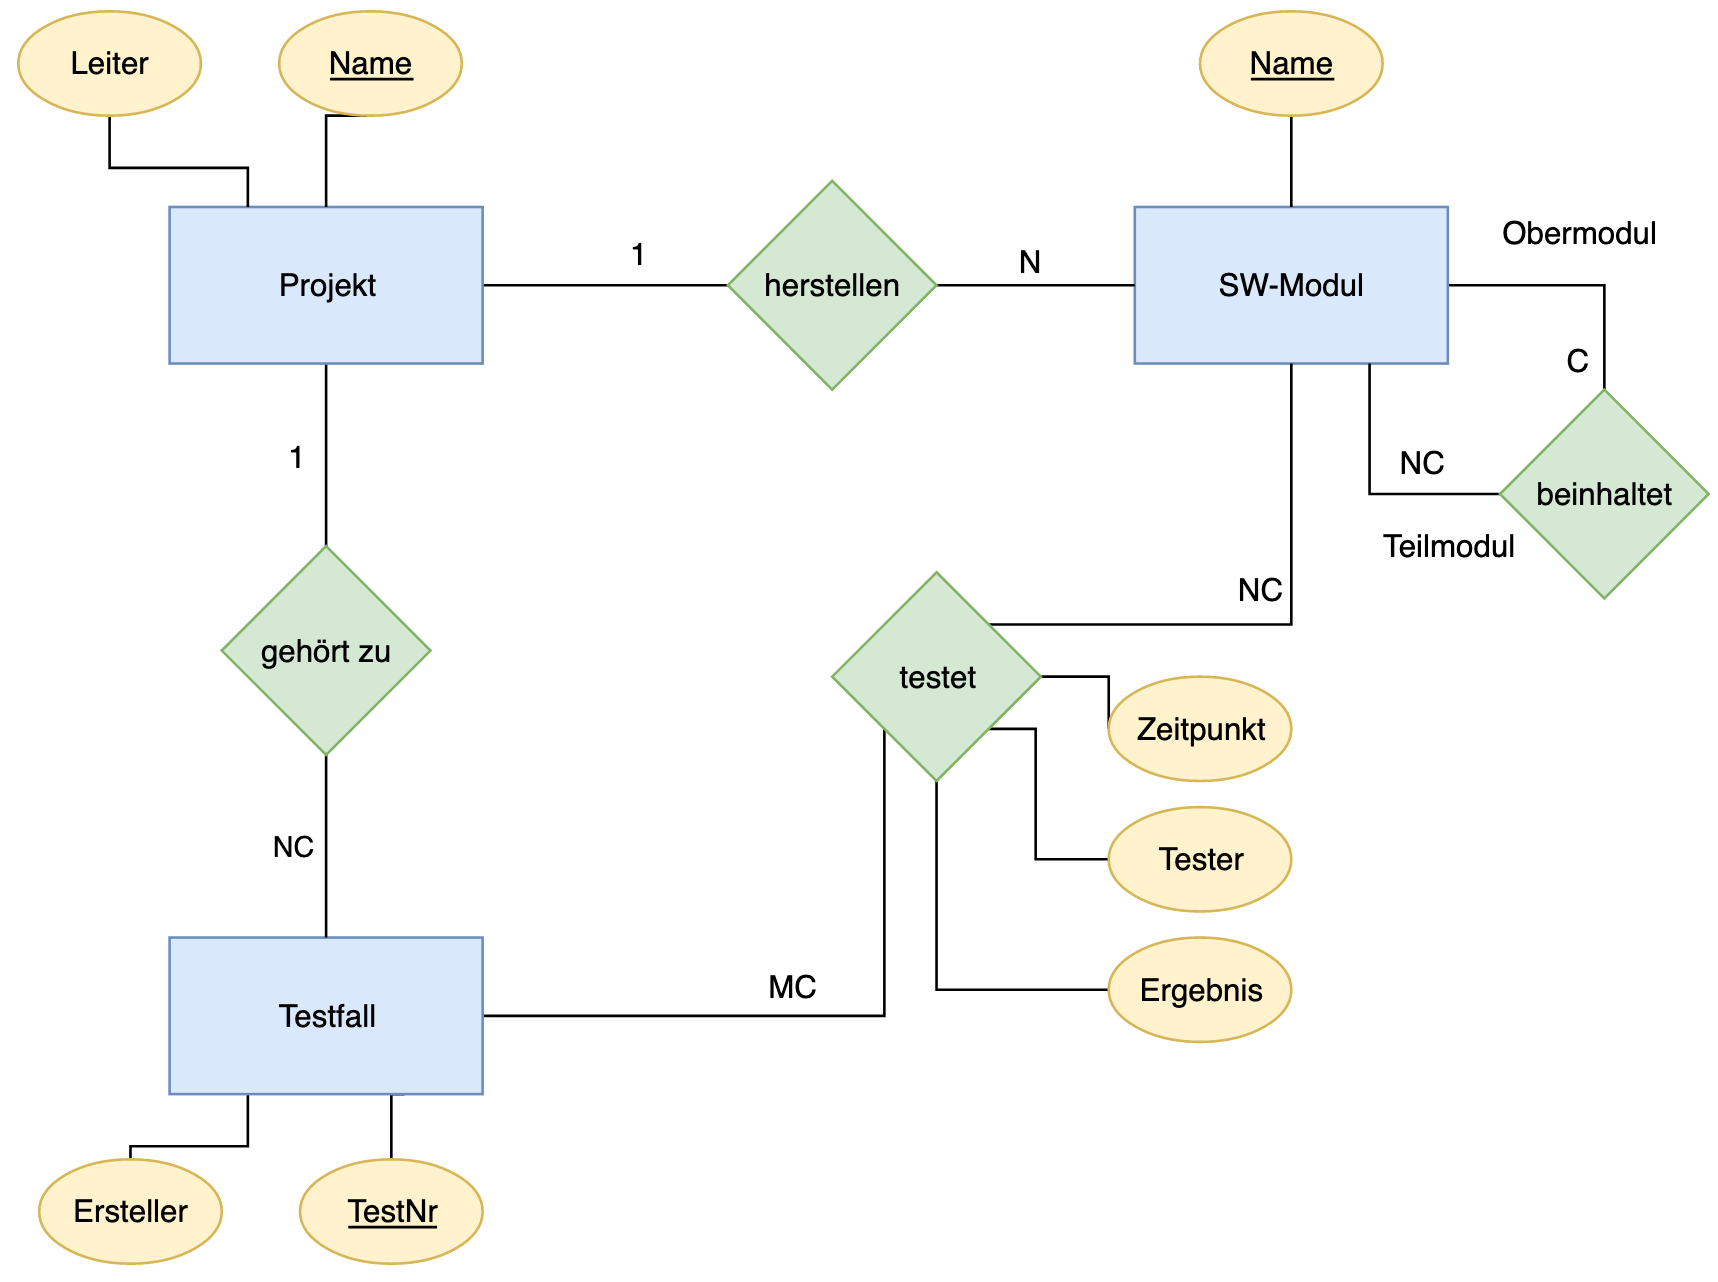 Leiter
Name
Name
Obermodul
1
N
Projekt
herstellen
SW-Modul
C
1
NC
beinhaltet
Teilmodul
NC
gehört zu
testet
Zeitpunkt
NC
Tester
MC
Ergebnis
Testfall
Ersteller
TestNr